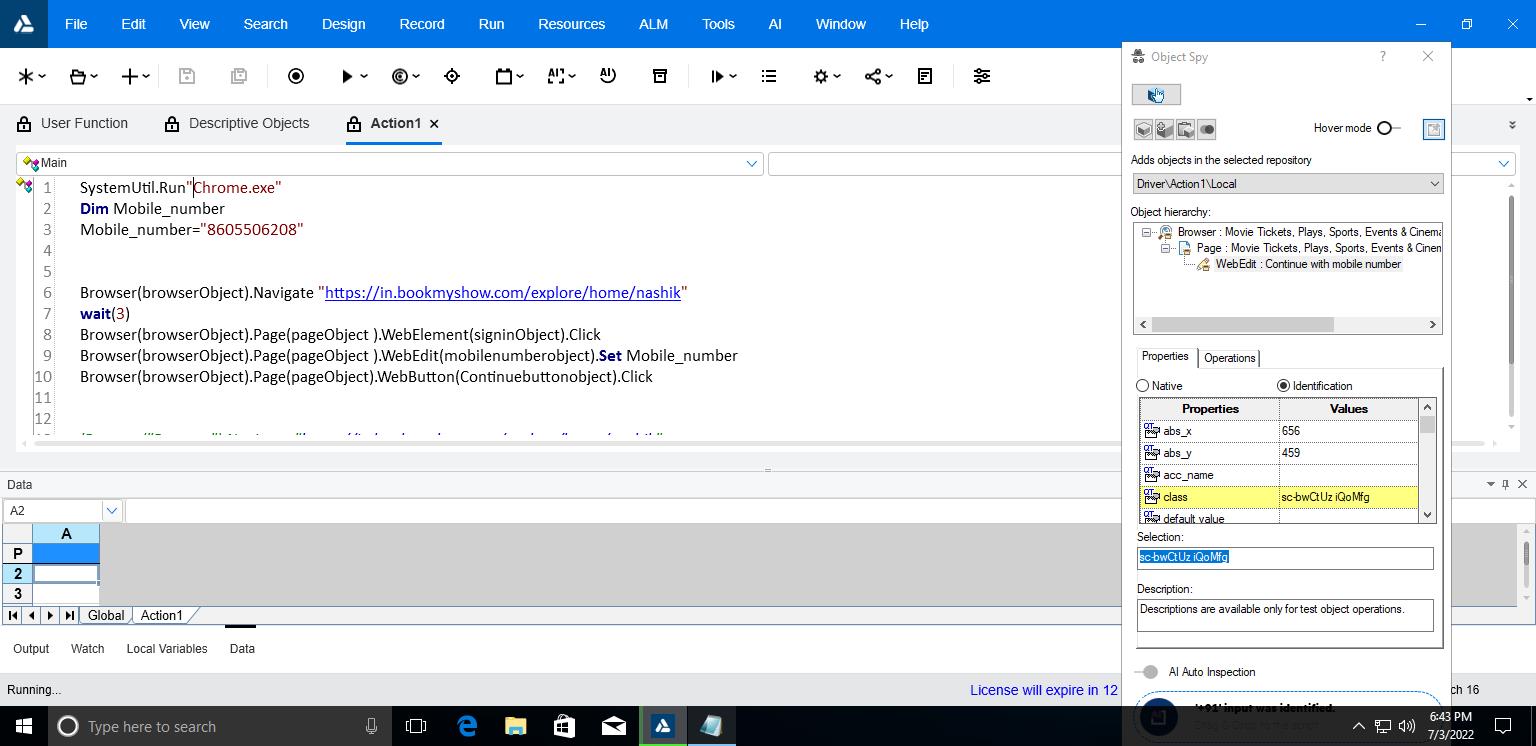 File Edit View Search Design Record Run Resources ALM Tools AI Window Help
Object Spy ?
User Function Descriptive Objects Action1
Hover mode
Main
Adds objects in the selected repository
Driver\Action1\Local
1 SystemUtil.Run"Chrome.exe"
2 Dim Mobile_number
3 Mobile_number="8605506208"
4
5
6 Browser(browserObject).Navigate "https://in.bookmyshow.com/explore/home/nashik"
7 wait(3)
8 Browser(browserObject).Page(pageObject ).WebElement(signinObject).Click
9 Browser(browserObject).Page(pageObject ).WebEdit(mobilenumberobject).Set Mobile_number
10 Browser(browserObject).Page(pageObject).WebButton(Continuebuttonobject).Click
11
12
Object hierarchy:
Browser : Movie Tickets, Plays, Sports, Events & Cinema
Page : Movie Tickets, Plays, Sports, Events & Cinem
WebEdit : Continue with mobile number
Properties Operations
Native Identification
Properties Values
abs_x 656
abs_y 459
acc_name
class sc-bwCtUz iQoMfg
default value
Selection:
sc-bwCtUz iQoMfg
Description:
Descriptions are available only for test object operations.
AI Auto Inspection
'+91' input was identified.
Data
A2
A
P
2
3
Global Action1
Output Watch Local Variables Data
Running...
License will expire in 12
ch 16
Type here to search
6:43 PM
7/3/2022